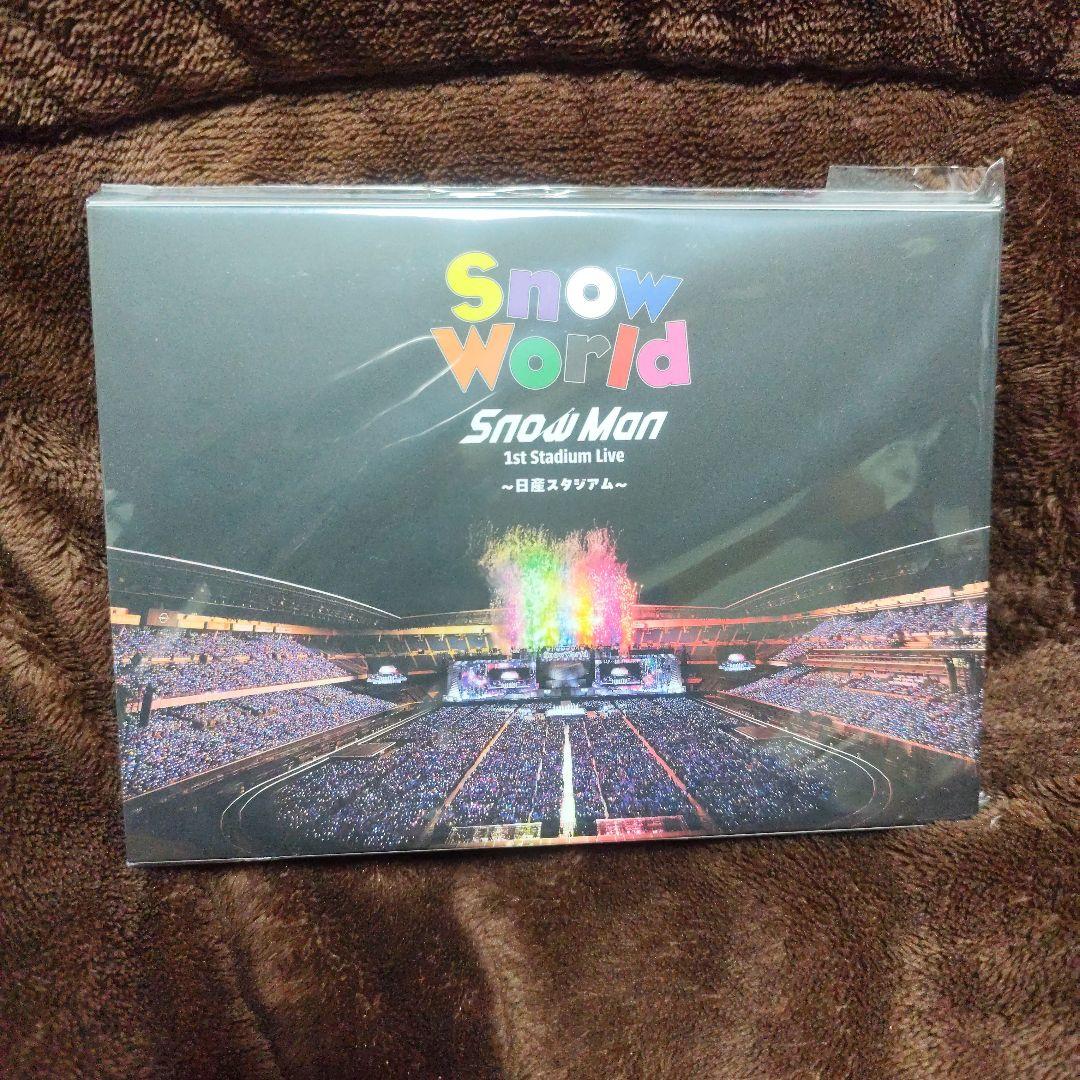 Snow
World
Snow Man
1st Stadium Live
～日産スタジアム～